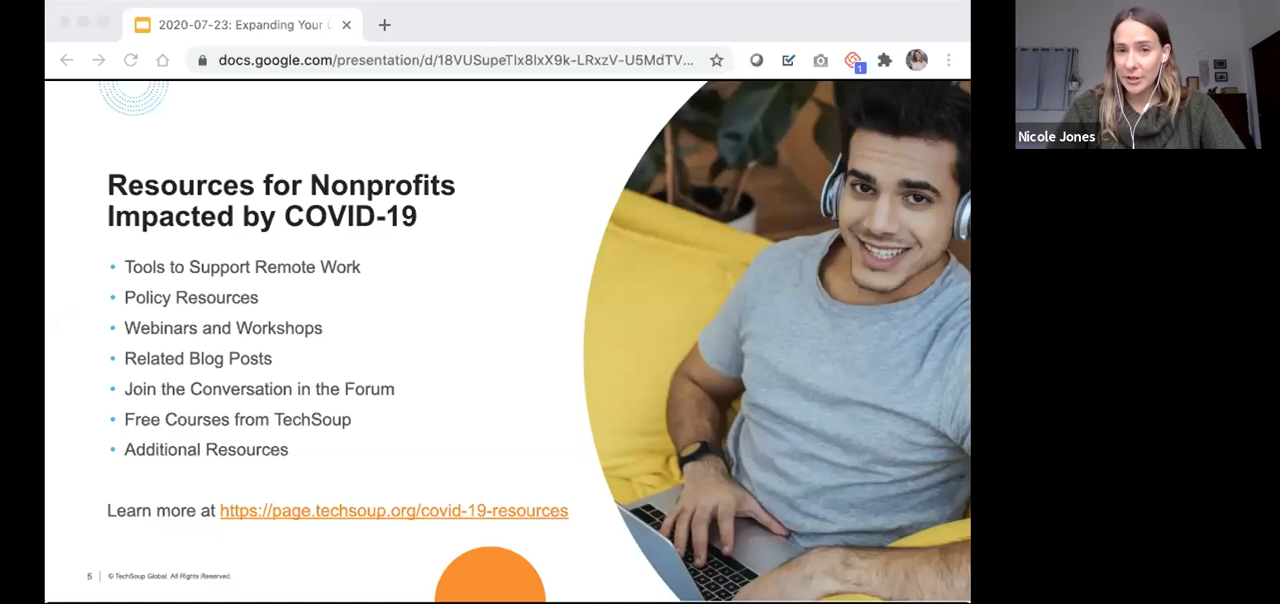 2020-07-23: Expanding Your
docs.google.com/presentation/d/18VUSupeTlx8lxX9k-LRxzV-U5MdTV...
1
Nicole Jones
Resources for Nonprofits
Impacted by COVID-19
• Tools to Support Remote Work
• Policy Resources
• Webinars and Workshops
• Related Blog Posts
• Join the Conversation in the Forum
• Free Courses from TechSoup
• Additional Resources
Learn more at https://page.techsoup.org/covid-19-resources
5 | © TechSoup Global. All Rights Reserved.